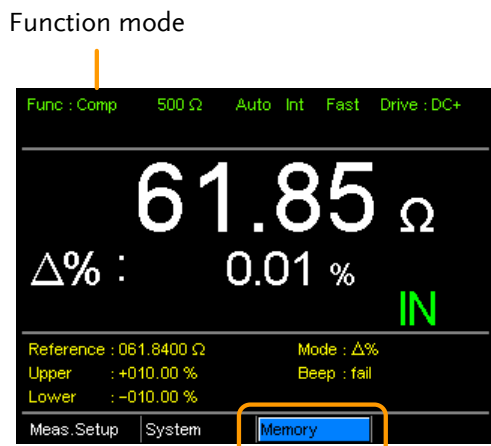 Function mode
Func : Comp 500 Ω Auto Int Fast Drive : DC+
61.85 Ω
Δ% : 0.01 %
IN
Reference : 061.8400 Ω Mode : Δ%
Upper : +010.00 % Beep : fail
Lower : -010.00 %
Meas.Setup System Memory